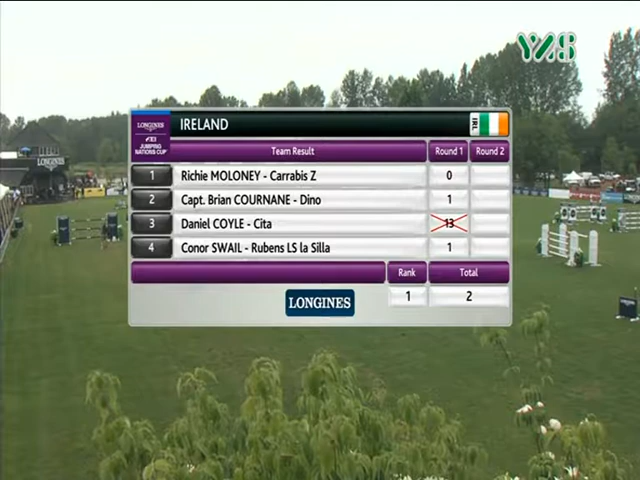 YZS
IRELAND
IRL
LONGINES
FEI
JUMPING
NATIONS CUP
Team Result Round 1 Round 2
1 Richie MOLONEY - Carrabis Z 0
2 Capt. Brian COURNANE - Dino 1
3 Daniel COYLE - Cita 13
4 Conor SWAIL - Rubens LS la Silla 1
Rank Total
LONGINES 1 2
LONGINES